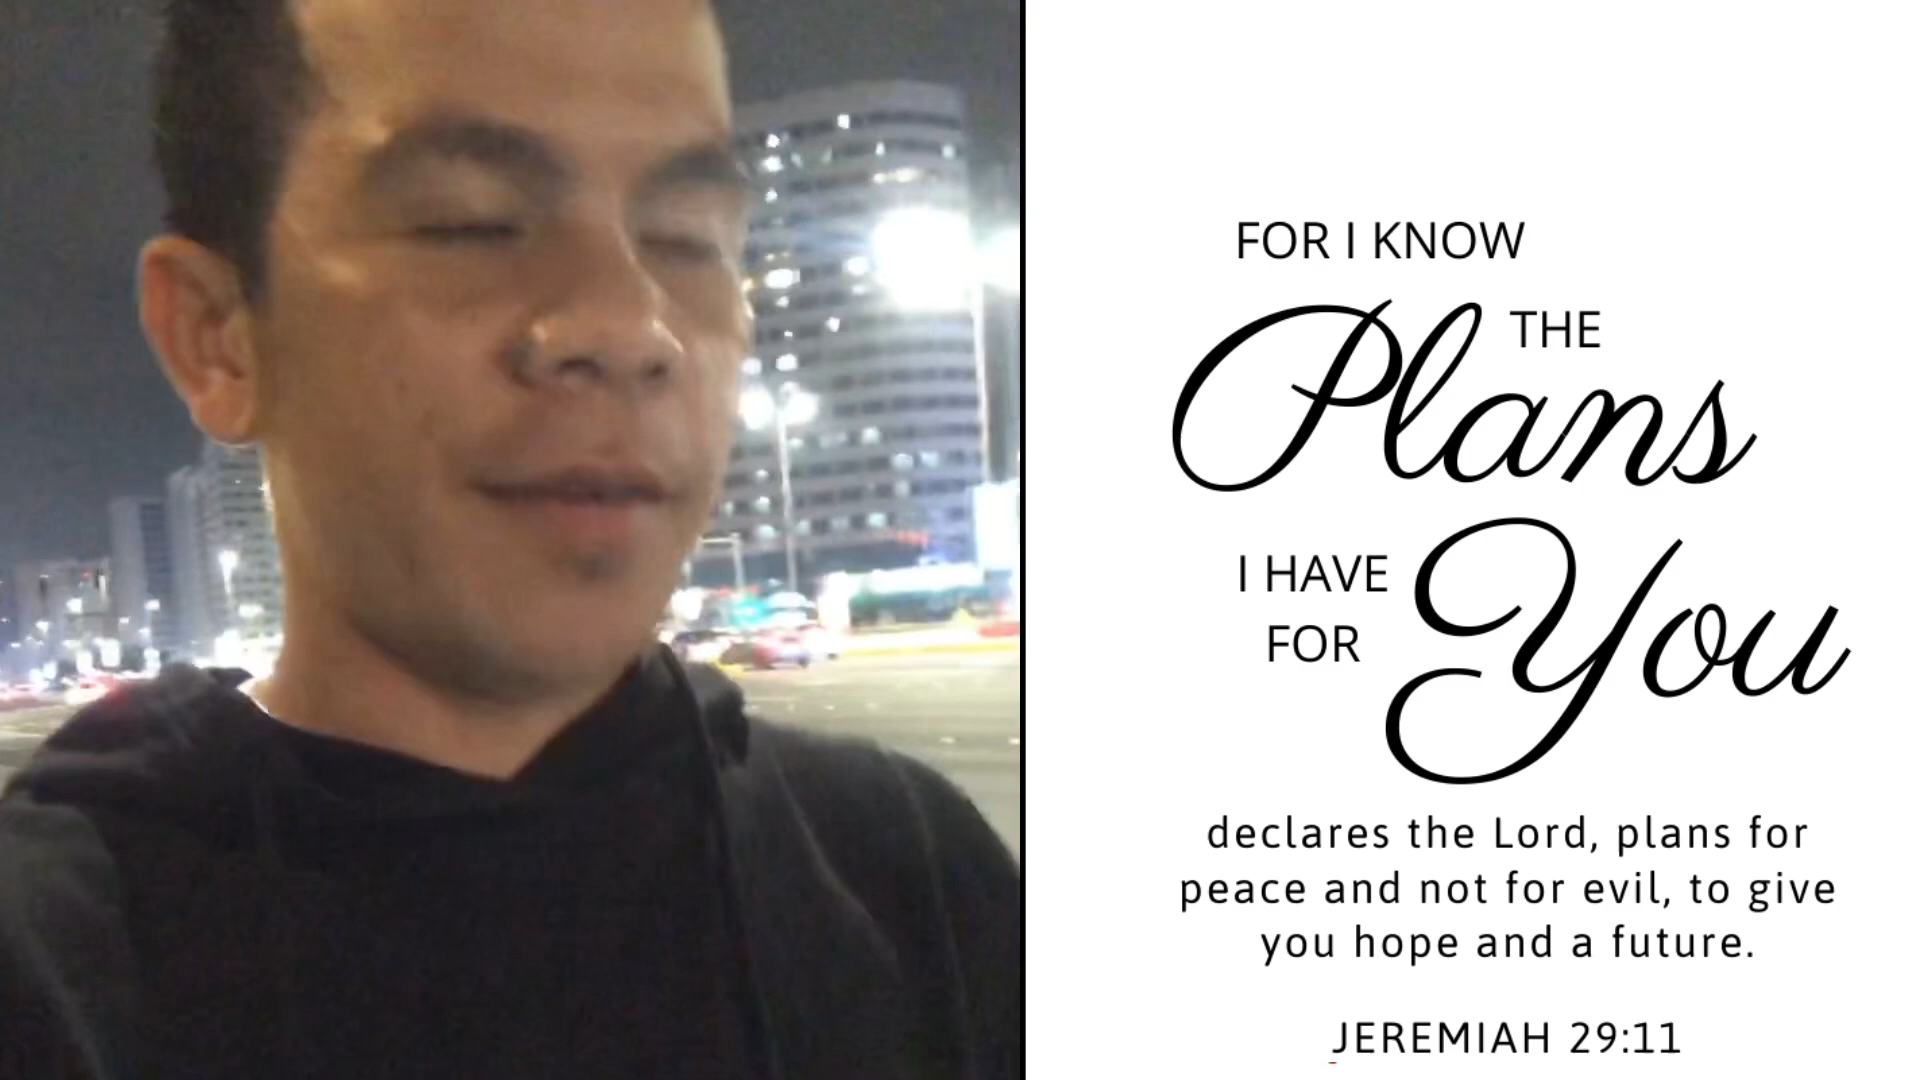 FOR I KNOW
THE
Plans
I HAVE
FOR
You
declares the Lord, plans for
peace and not for evil, to give
you hope and a future.
JEREMIAH 29:11